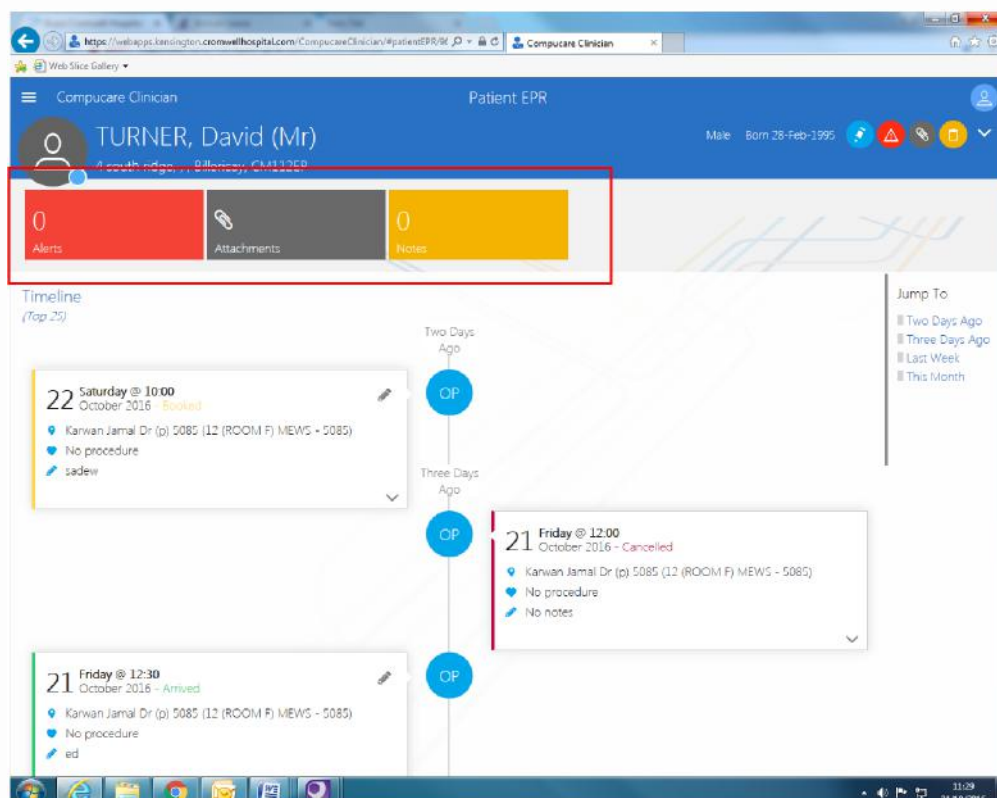 https://webapps.kensington.cromwellhospital.com/CompucareClinician/#patientEPR/
Compucare Clinician
Web Slice Gallery
Compucare Clinician
Patient EPR
TURNER, David (Mr)
Male Born 28-Feb-1995
4 south ridge, , Billericay, CM112EP
0
Alerts
Attachments
0
Notes
Timeline
(Top 25)
Jump To
Two Days Ago
Three Days Ago
Last Week
This Month
Two Days
Ago
OP
22 Saturday @ 10:00
October 2016 - Booked
Karwan Jamal Dr (p) 5085 (12 (ROOM F) MEWS - 5085)
No procedure
sadew
Three Days
Ago
OP
21 Friday @ 12:00
October 2016 - Cancelled
Karwan Jamal Dr (p) 5085 (12 (ROOM F) MEWS - 5085)
No procedure
No notes
OP
21 Friday @ 12:30
October 2016 - Arrived
Karwan Jamal Dr (p) 5085 (12 (ROOM F) MEWS - 5085)
No procedure
ed
11:29